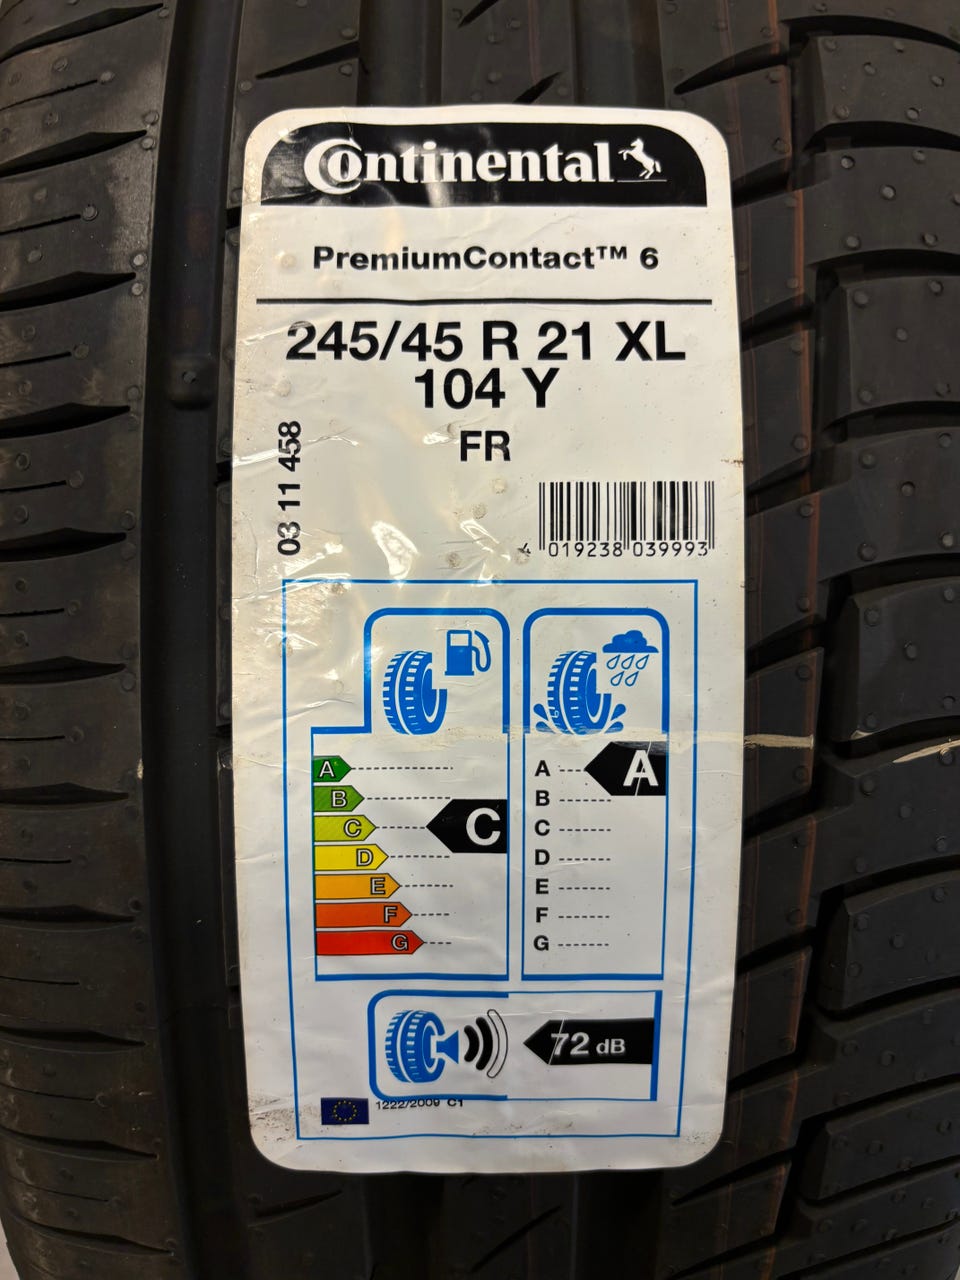 Continental
PremiumContact™ 6
245/45 R 21 XL
104 Y
FR
03 11 458
4 019238 039993
A
B
C
D
E
F
G
C
A
B
C
D
E
F
G
A
72 dB
1222/2009 C1